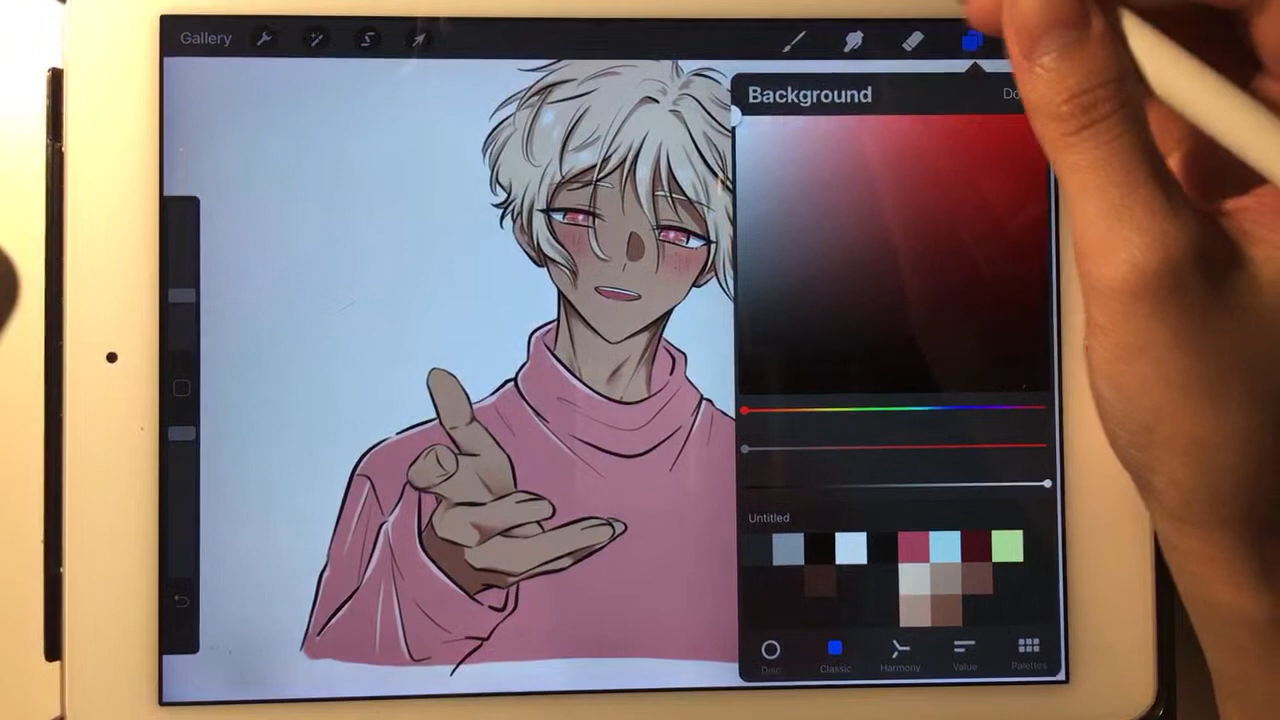 Gallery
Background
Do
Untitled
Disc
Classic
Harmony
Value
Palettes